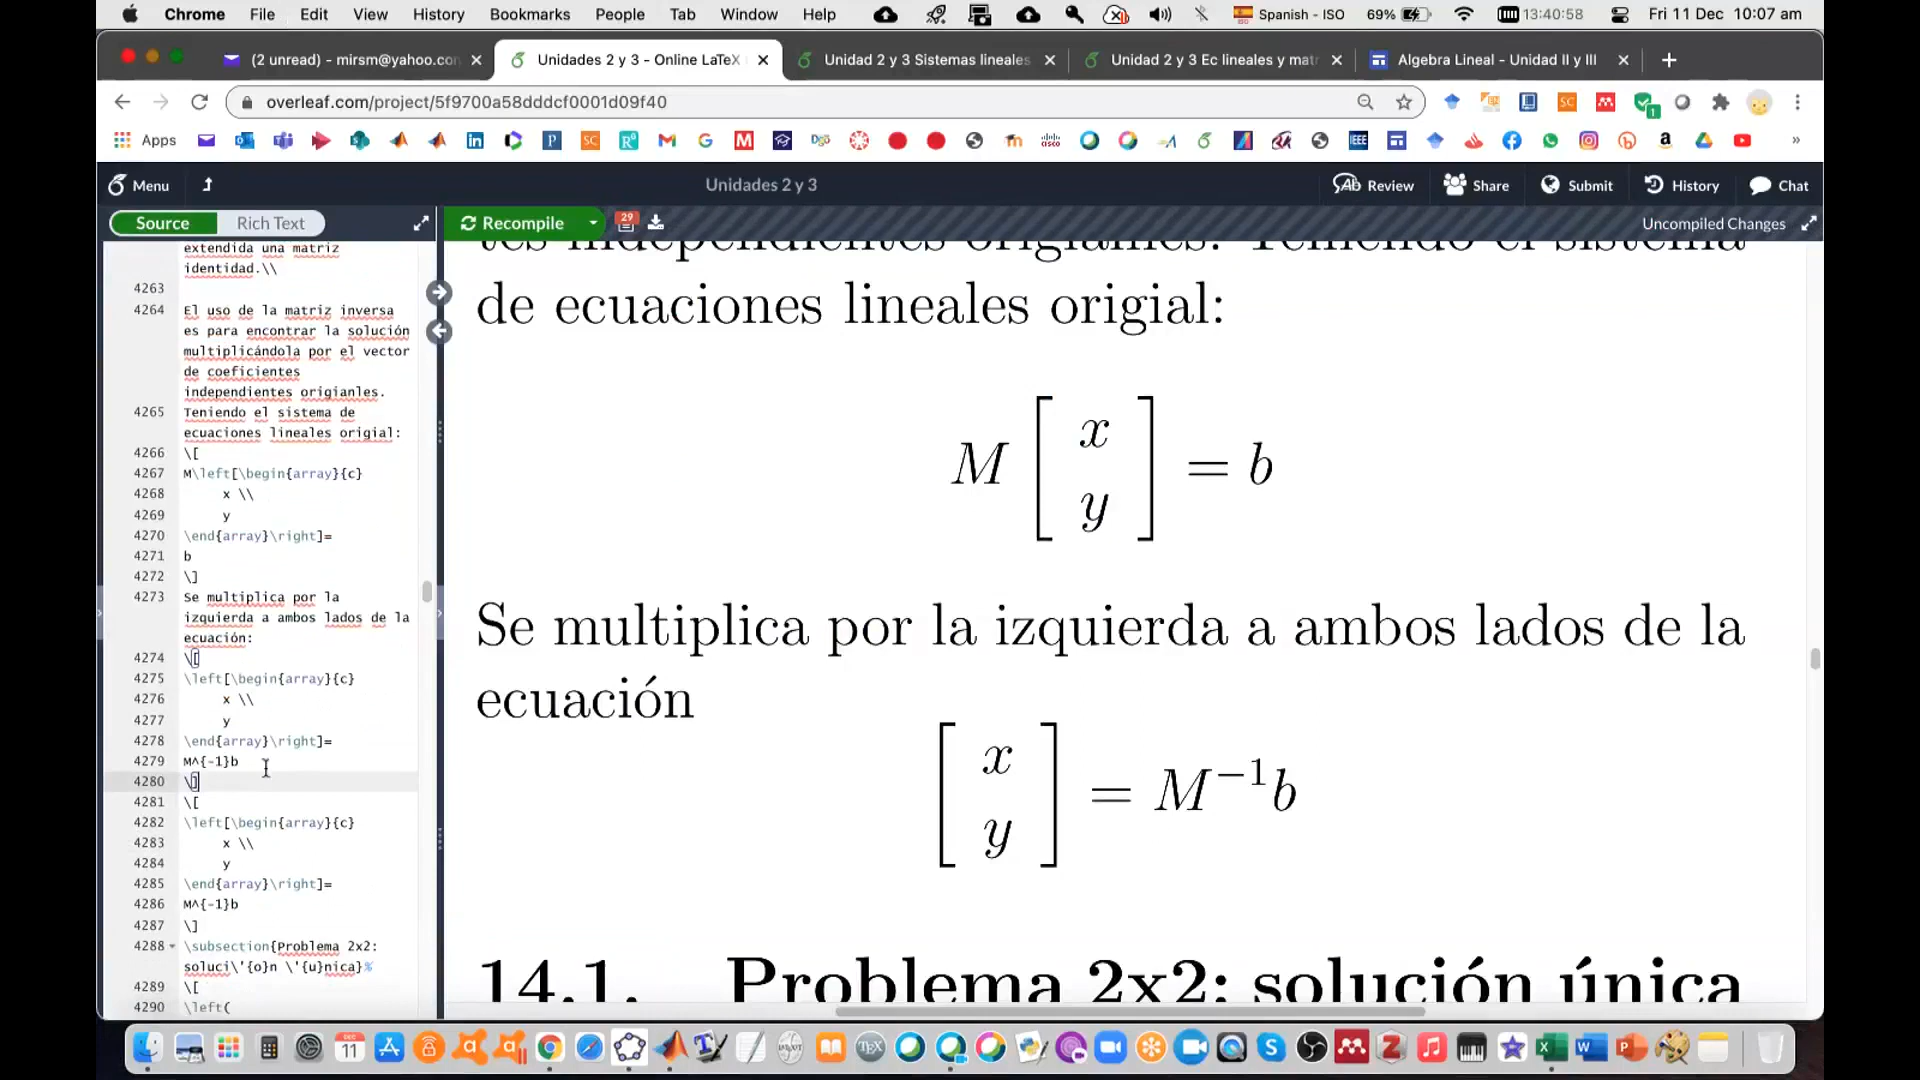 Chrome File Edit View History Bookmarks People Tab Window Help Spanish - ISO 69% 13:40:58 Fri 11 Dec 10:07 am
(2 unread) - mirsm@yahoo.con Unidades 2 y 3 - Online LaTeX Unidad 2 y 3 Sistemas lineales Unidad 2 y 3 Ec lineales y mat Algebra Lineal - Unidad II y III
overleaf.com/project/5f9700a58dddcf0001d09f40
Apps
Menu Unidades 2 y 3 Review Share Submit History Chat
Source Rich Text Recompile 29 Uncompiled Changes
extendida una matriz
identidad.\\
4263
4264 El uso de la matriz inversa
es para encontrar la solución
multiplicándola por el vector
de coeficientes
independientes origianles.
4265 Teniendo el sistema de
ecuaciones lineales origial:
4266 \[
4267 M\left[\begin{array}{c}
4268 x \\
4269 y
4270 \end{array}\right]=
4271 b
4272 \]
4273 Se multiplica por la
izquierda a ambos lados de la
ecuación:
4274 \[
4275 \left[\begin{array}{c}
4276 x \\
4277 y
4278 \end{array}\right]=
4279 M^{-1}b
4280 \]
4281 \[
4282 \left[\begin{array}{c}
4283 x \\
4284 y
4285 \end{array}\right]=
4286 M^{-1}b
4287 \]
4288 \subsection{Problema 2x2:
soluci\'{o}n \'{u}nica}%
4289 \[
4290 \left(
tes independientes origianles. Teniendo el sistema
de ecuaciones lineales origial:
M [ x y ] = b
Se multiplica por la izquierda a ambos lados de la
ecuación
[ x y ] = M⁻¹b
14.1. Problema 2x2: solución única